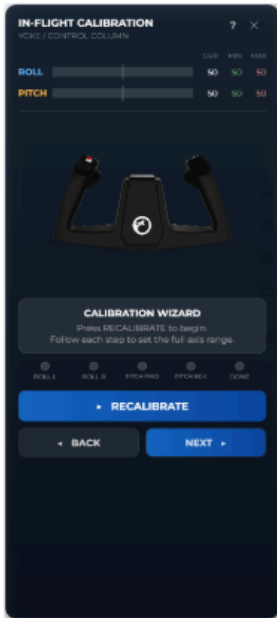 IN-FLIGHT CALIBRATION ? ×
YOKE / CONTROL COLUMN
CUR MIN MAX
ROLL 50 50 50
PITCH 50 50 50
CALIBRATION WIZARD
Press RECALIBRATE to begin.
Follow each step to set the full axis range.
ROLL L ROLL R PITCH FWD PITCH BCK DONE
▸ RECALIBRATE
◂ BACK NEXT ▸